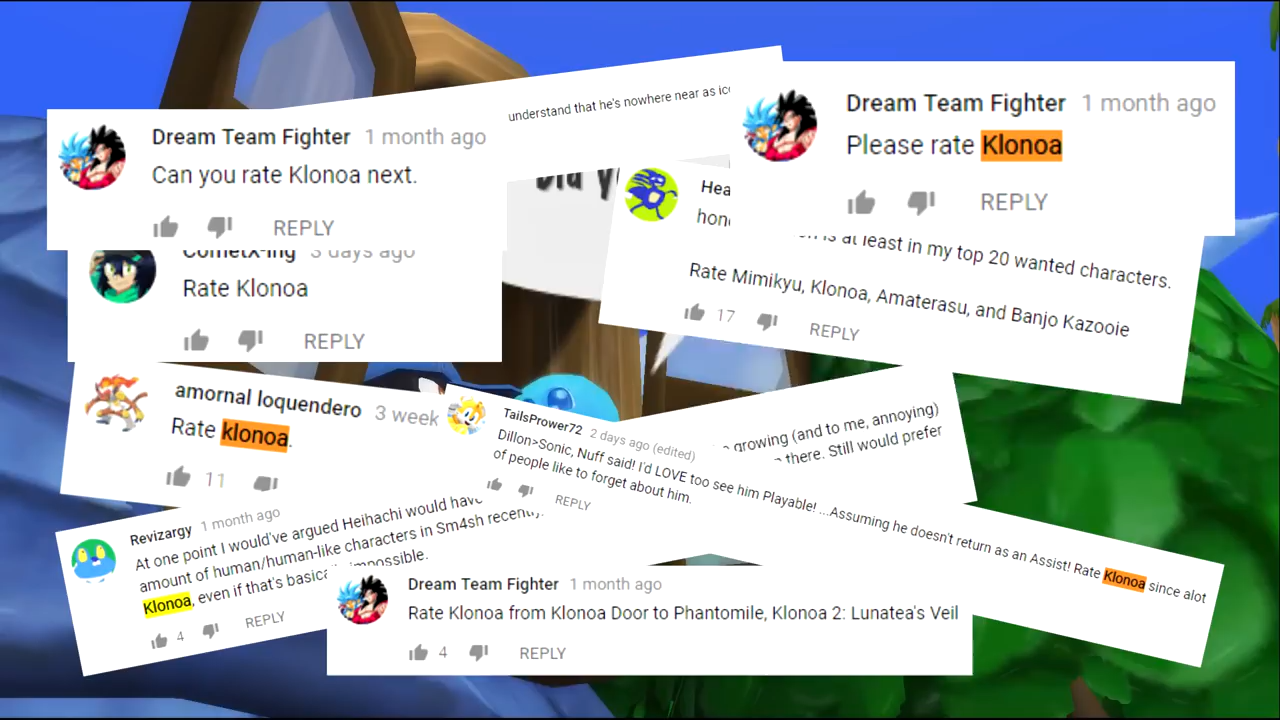 understand that he's nowhere near as
Dream Team Fighter 1 month ago
Can you rate Klonoa next.
REPLY
Dream Team Fighter 1 month ago
Please rate Klonoa
REPLY
CometX-ing 3 days ago
Rate Klonoa
REPLY
is at least in my top 20 wanted characters.
Rate Mimikyu, Klonoa, Amaterasu, and Banjo Kazooie
17 REPLY
amornal loquendero 3 week
Rate klonoa.
11
TailsPrower72 2 days ago (edited)
Dillon>Sonic, Nuff said! I'd LOVE too see him Playable! ...Assuming he doesn't return as an Assist! Rate Klonoa since alot
of people like to forget about him.
REPLY
growing (and to me, annoying)
there. Still would prefer
Revizargy 1 month ago
At one point I would've argued Heihachi would have
amount of human/human-like characters in Sm4sh recently.
Klonoa, even if that's basica impossible.
4 REPLY
Dream Team Fighter 1 month ago
Rate Klonoa from Klonoa Door to Phantomile, Klonoa 2: Lunatea's Veil
4 REPLY